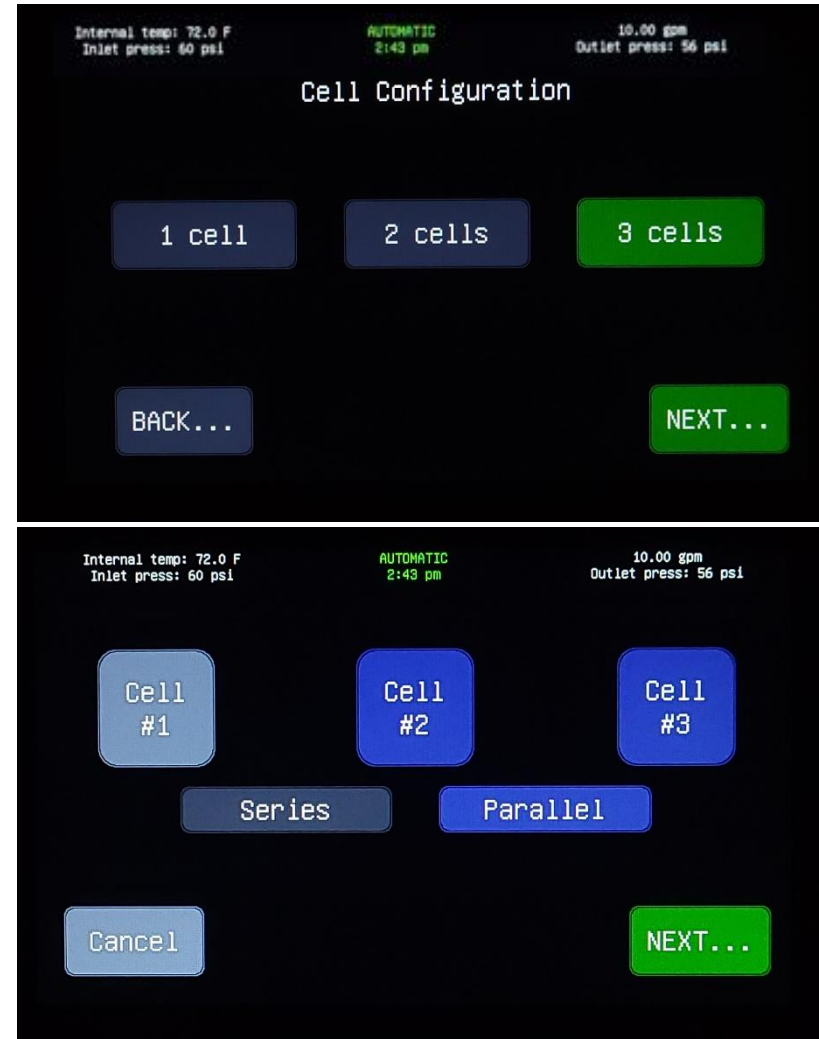 Internal temp: 72.0 F
Inlet press: 60 psi
AUTOMATIC
2:43 pm
10.00 gpm
Outlet press: 56 psi
Cell Configuration
1 cell
2 cells
3 cells
BACK...
NEXT...
Internal temp: 72.0 F
Inlet press: 60 psi
AUTOMATIC
2:43 pm
10.00 gpm
Outlet press: 56 psi
Cell
#1
Cell
#2
Cell
#3
Series
Parallel
Cancel
NEXT...